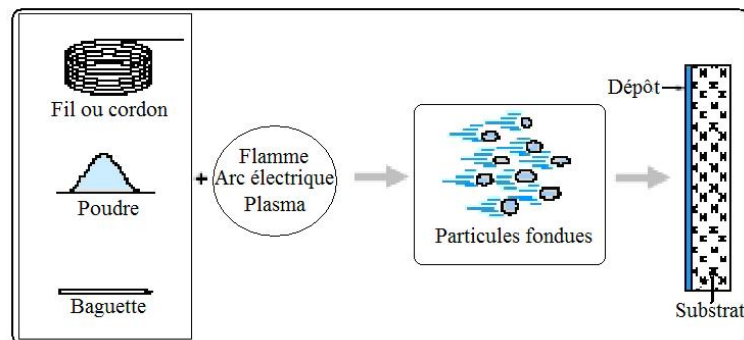 Fil ou cordon
Poudre
Baguette
+
Flamme
Arc électrique
Plasma
Particules fondues
Dépôt
Substrat